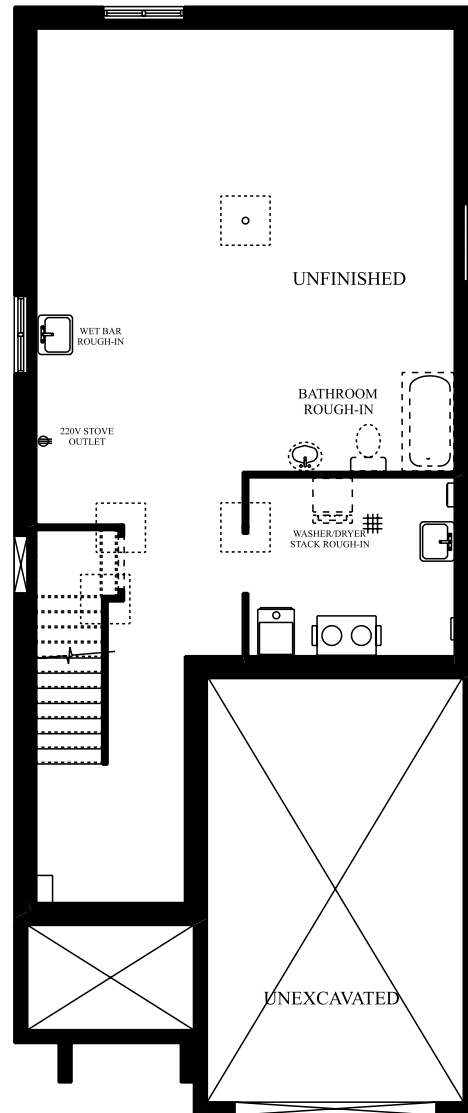 UNFINISHED
WET BAR
ROUGH-IN
BATHROOM
ROUGH-IN
220V STOVE
OUTLET
WASHER/DRYER
STACK ROUGH-IN
UNEXCAVATED